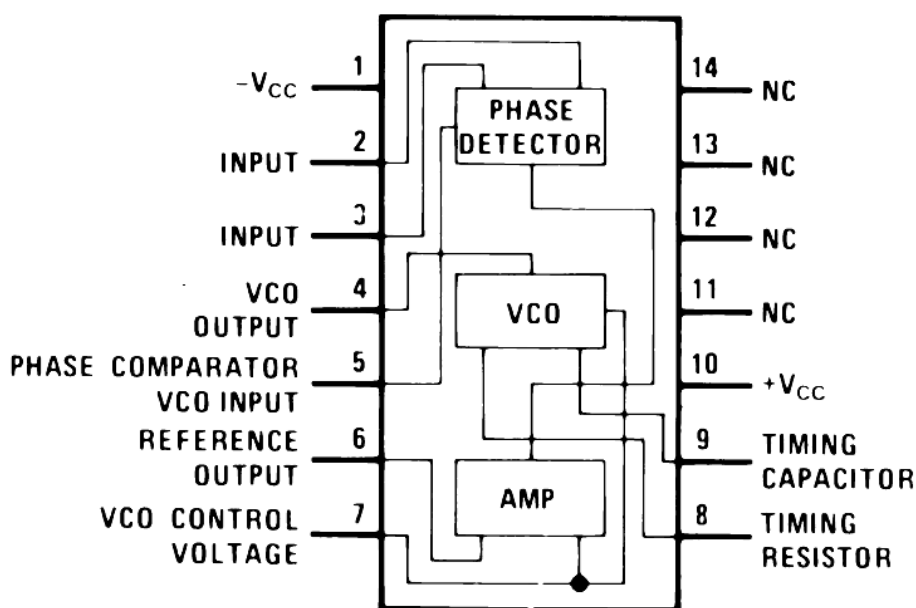 1
-VCC
2
INPUT
3
INPUT
4
VCO
OUTPUT
5
PHASE COMPARATOR
VCO INPUT
6
REFERENCE
OUTPUT
7
VCO CONTROL
VOLTAGE
PHASE
DETECTOR
VCO
AMP
14
NC
13
NC
12
NC
11
NC
10
+VCC
9
TIMING
CAPACITOR
8
TIMING
RESISTOR